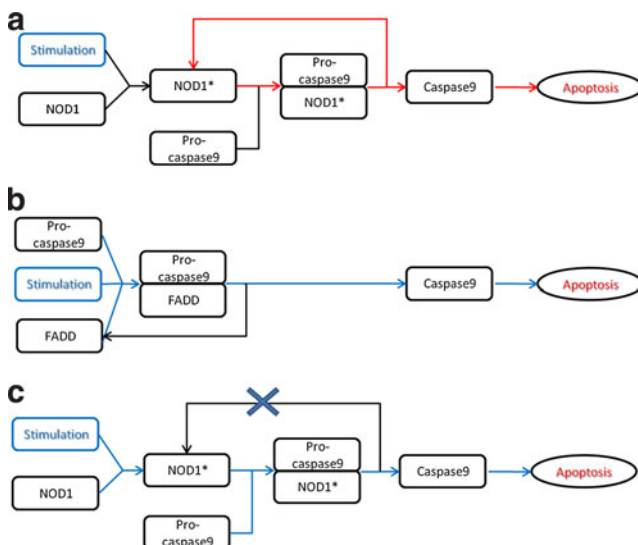 a
Stimulation
NOD1
NOD1*
Pro-
caspase9
Pro-
caspase9
NOD1*
Caspase9
Apoptosis
b
Pro-
caspase9
Stimulation
FADD
Pro-
caspase9
FADD
Caspase9
Apoptosis
c
Stimulation
NOD1
NOD1*
Pro-
caspase9
Pro-
caspase9
NOD1*
Caspase9
Apoptosis